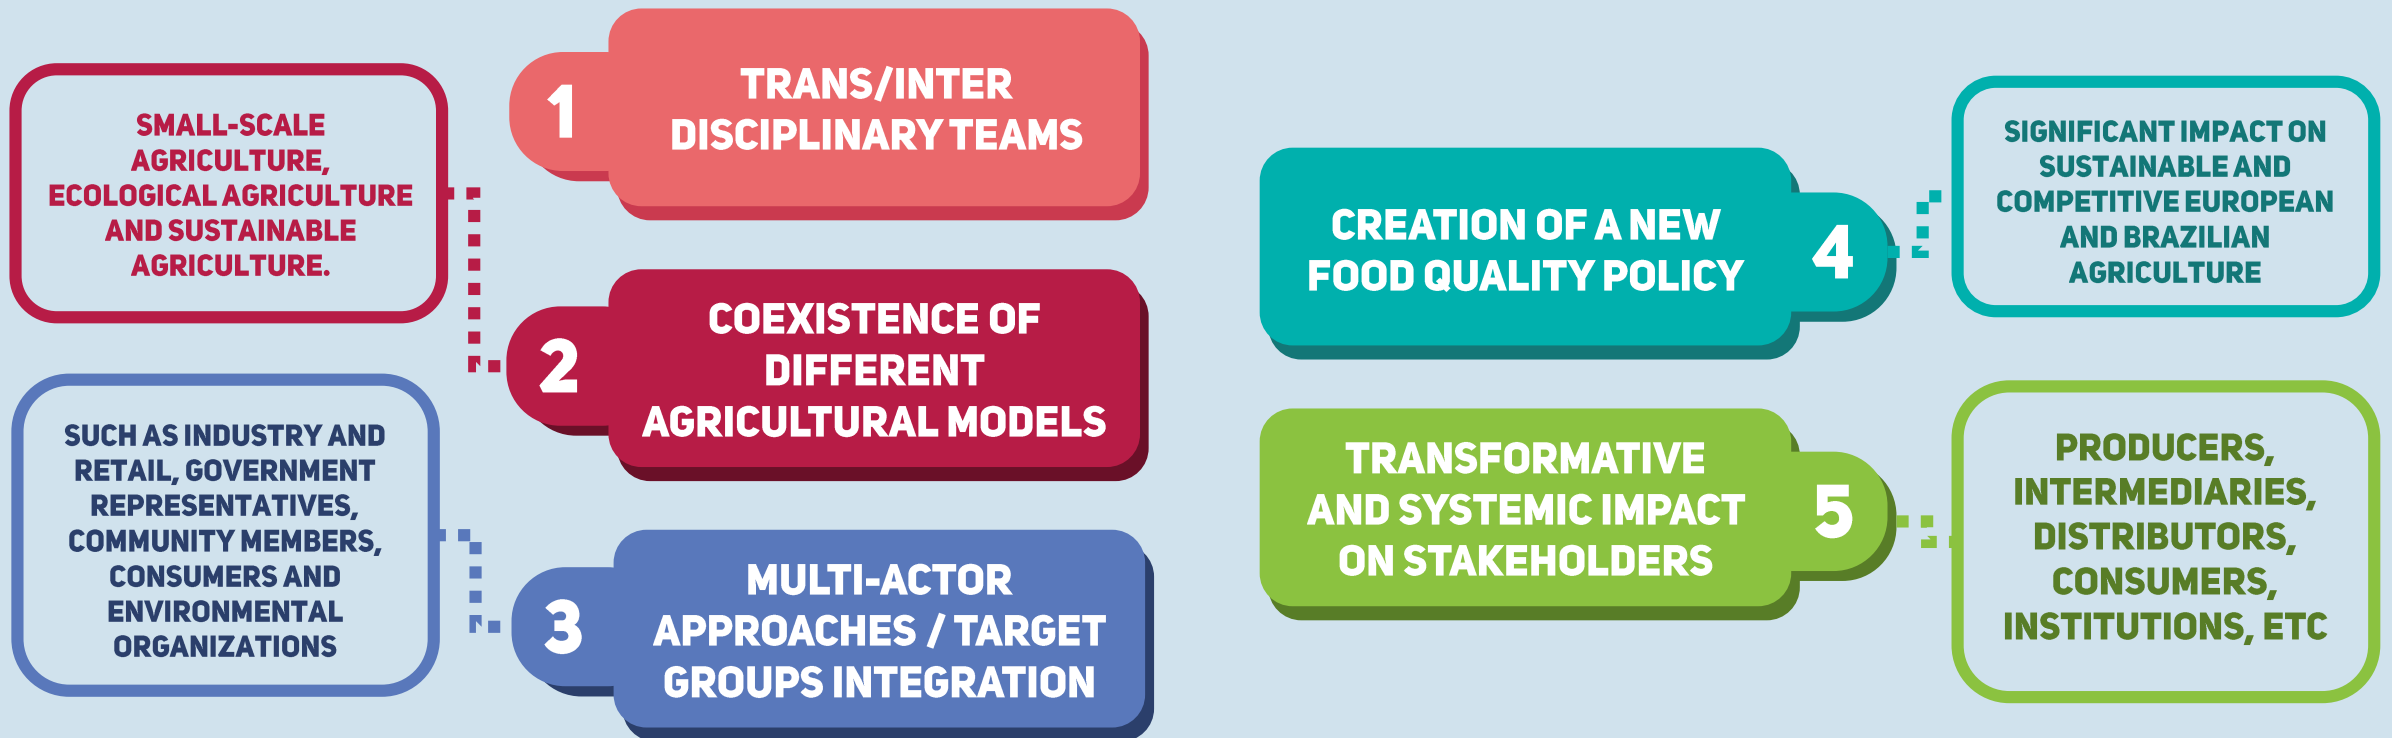 1
TRANS/INTER
DISCIPLINARY TEAMS
SMALL-SCALE
AGRICULTURE,
ECOLOGICAL AGRICULTURE
AND SUSTAINABLE
AGRICULTURE.
2
COEXISTENCE OF
DIFFERENT
AGRICULTURAL MODELS
SUCH AS INDUSTRY AND
RETAIL, GOVERNMENT
REPRESENTATIVES,
COMMUNITY MEMBERS,
CONSUMERS AND
ENVIRONMENTAL
ORGANIZATIONS
3
MULTI-ACTOR
APPROACHES / TARGET
GROUPS INTEGRATION
CREATION OF A NEW
FOOD QUALITY POLICY
4
SIGNIFICANT IMPACT ON
SUSTAINABLE AND
COMPETITIVE EUROPEAN
AND BRAZILIAN
AGRICULTURE
TRANSFORMATIVE
AND SYSTEMIC IMPACT
ON STAKEHOLDERS
5
PRODUCERS,
INTERMEDIARIES,
DISTRIBUTORS,
CONSUMERS,
INSTITUTIONS, ETC